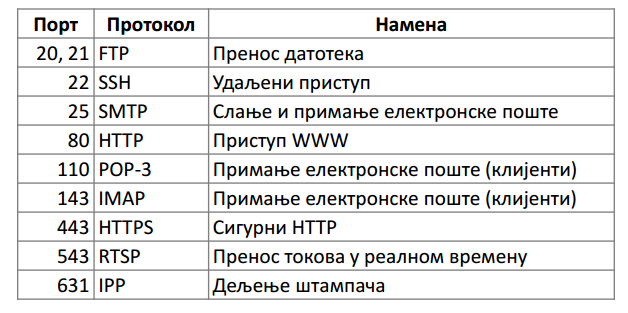 Порт Протокол Намена
20, 21 FTP Пренос датотека
22 SSH Удаљени приступ
25 SMTP Слање и примање електронске поште
80 HTTP Приступ WWW
110 POP-3 Примање електронске поште (клијенти)
143 IMAP Примање електронске поште (клијенти)
443 HTTPS Сигурни HTTP
543 RTSP Пренос токова у реалном времену
631 IPP Дељење штампача